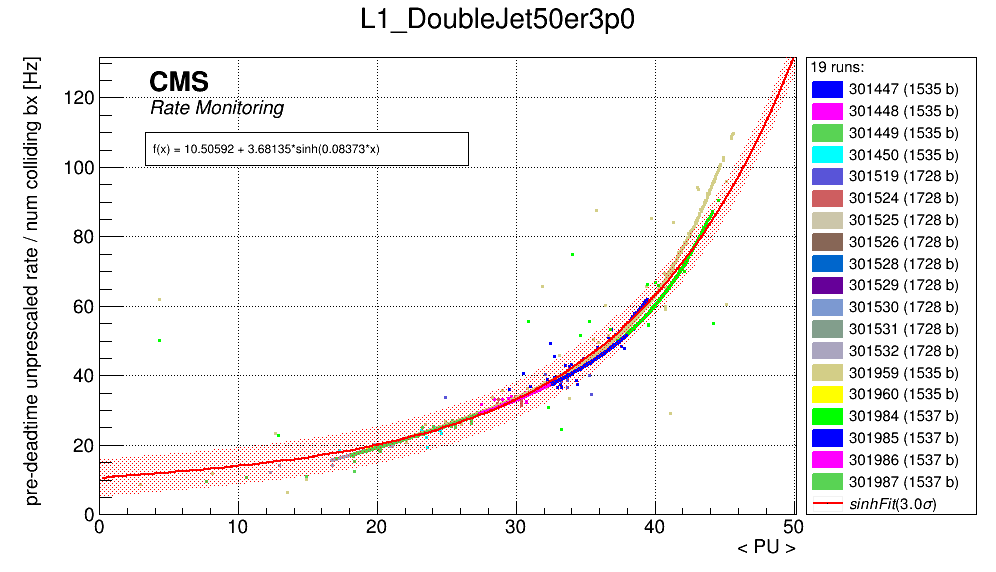 L1_DoubleJet50er3p0
pre-deadtime unprescaled rate / num colliding bx [Hz]
CMS
Rate Monitoring
f(x) = 10.50592 + 3.68135*sinh(0.08373*x)
120
100
80
60
40
20
0
0 10 20 30 40 50
< PU >
19 runs:
301447 (1535 b)
301448 (1535 b)
301449 (1535 b)
301450 (1535 b)
301519 (1728 b)
301524 (1728 b)
301525 (1728 b)
301526 (1728 b)
301528 (1728 b)
301529 (1728 b)
301530 (1728 b)
301531 (1728 b)
301532 (1728 b)
301959 (1535 b)
301960 (1535 b)
301984 (1537 b)
301985 (1537 b)
301986 (1537 b)
301987 (1537 b)
sinhFit(3.0σ)